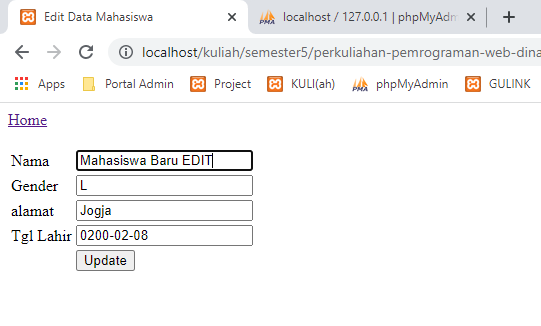 Edit Data Mahasiswa
localhost / 127.0.0.1 | phpMyAdm
localhost/kuliah/semester5/perkuliahan-pemrograman-web-dina
Apps Portal Admin Project KULI(ah) phpMyAdmin GULINK
Home
Nama Mahasiswa Baru EDIT
Gender L
alamat Jogja
Tgl Lahir 0200-02-08
Update